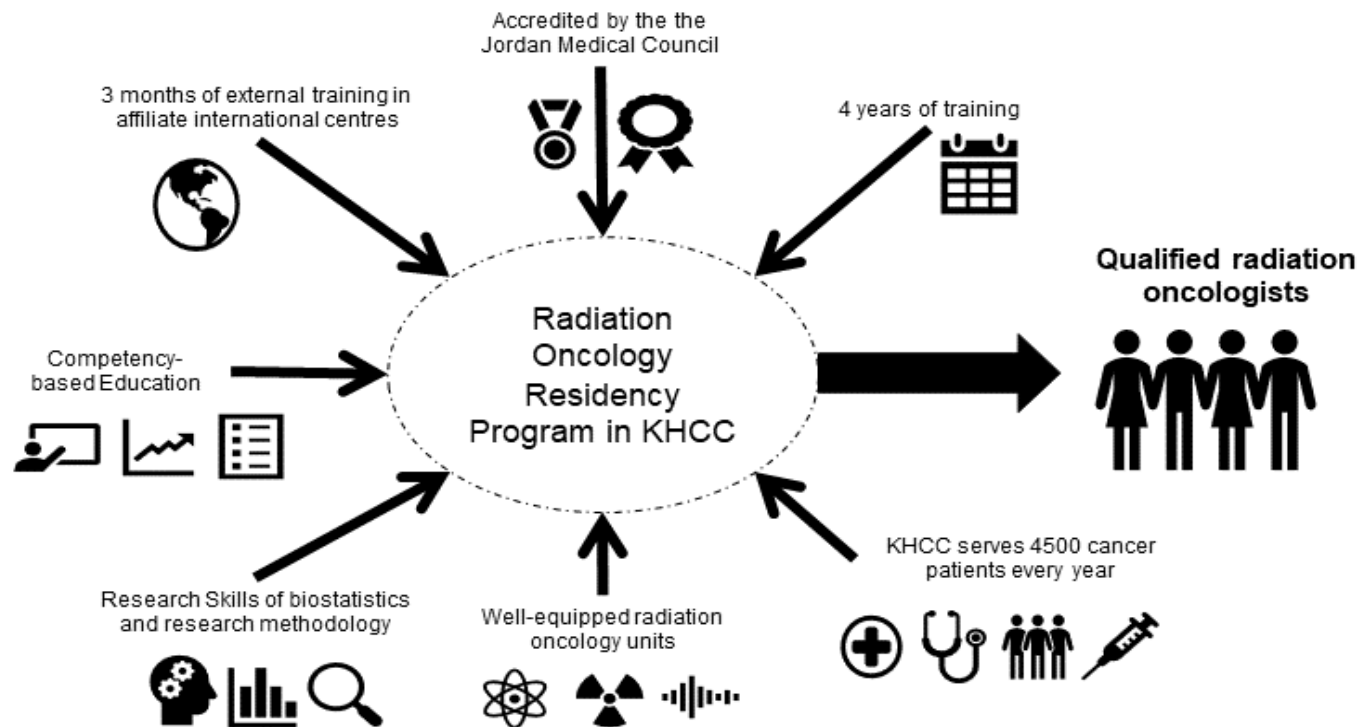 Accredited by the the
Jordan Medical Council
3 months of external training in
affiliate international centres
4 years of training
Qualified radiation
oncologists
Radiation
Oncology
Residency
Program in KHCC
Competency-
based Education
KHCC serves 4500 cancer
patients every year
Research Skills of biostatistics
and research methodology
Well-equipped radiation
oncology units